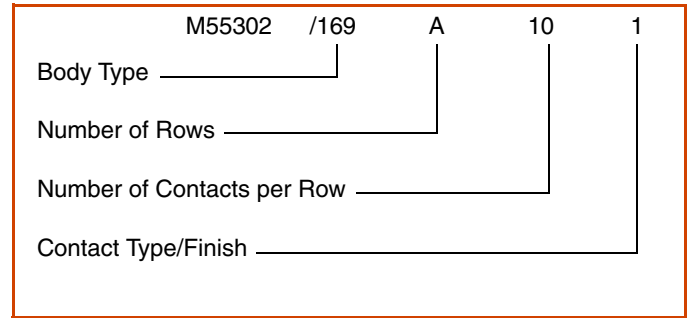 M55302 /169 A 10 1
Body Type
Number of Rows
Number of Contacts per Row
Contact Type/Finish